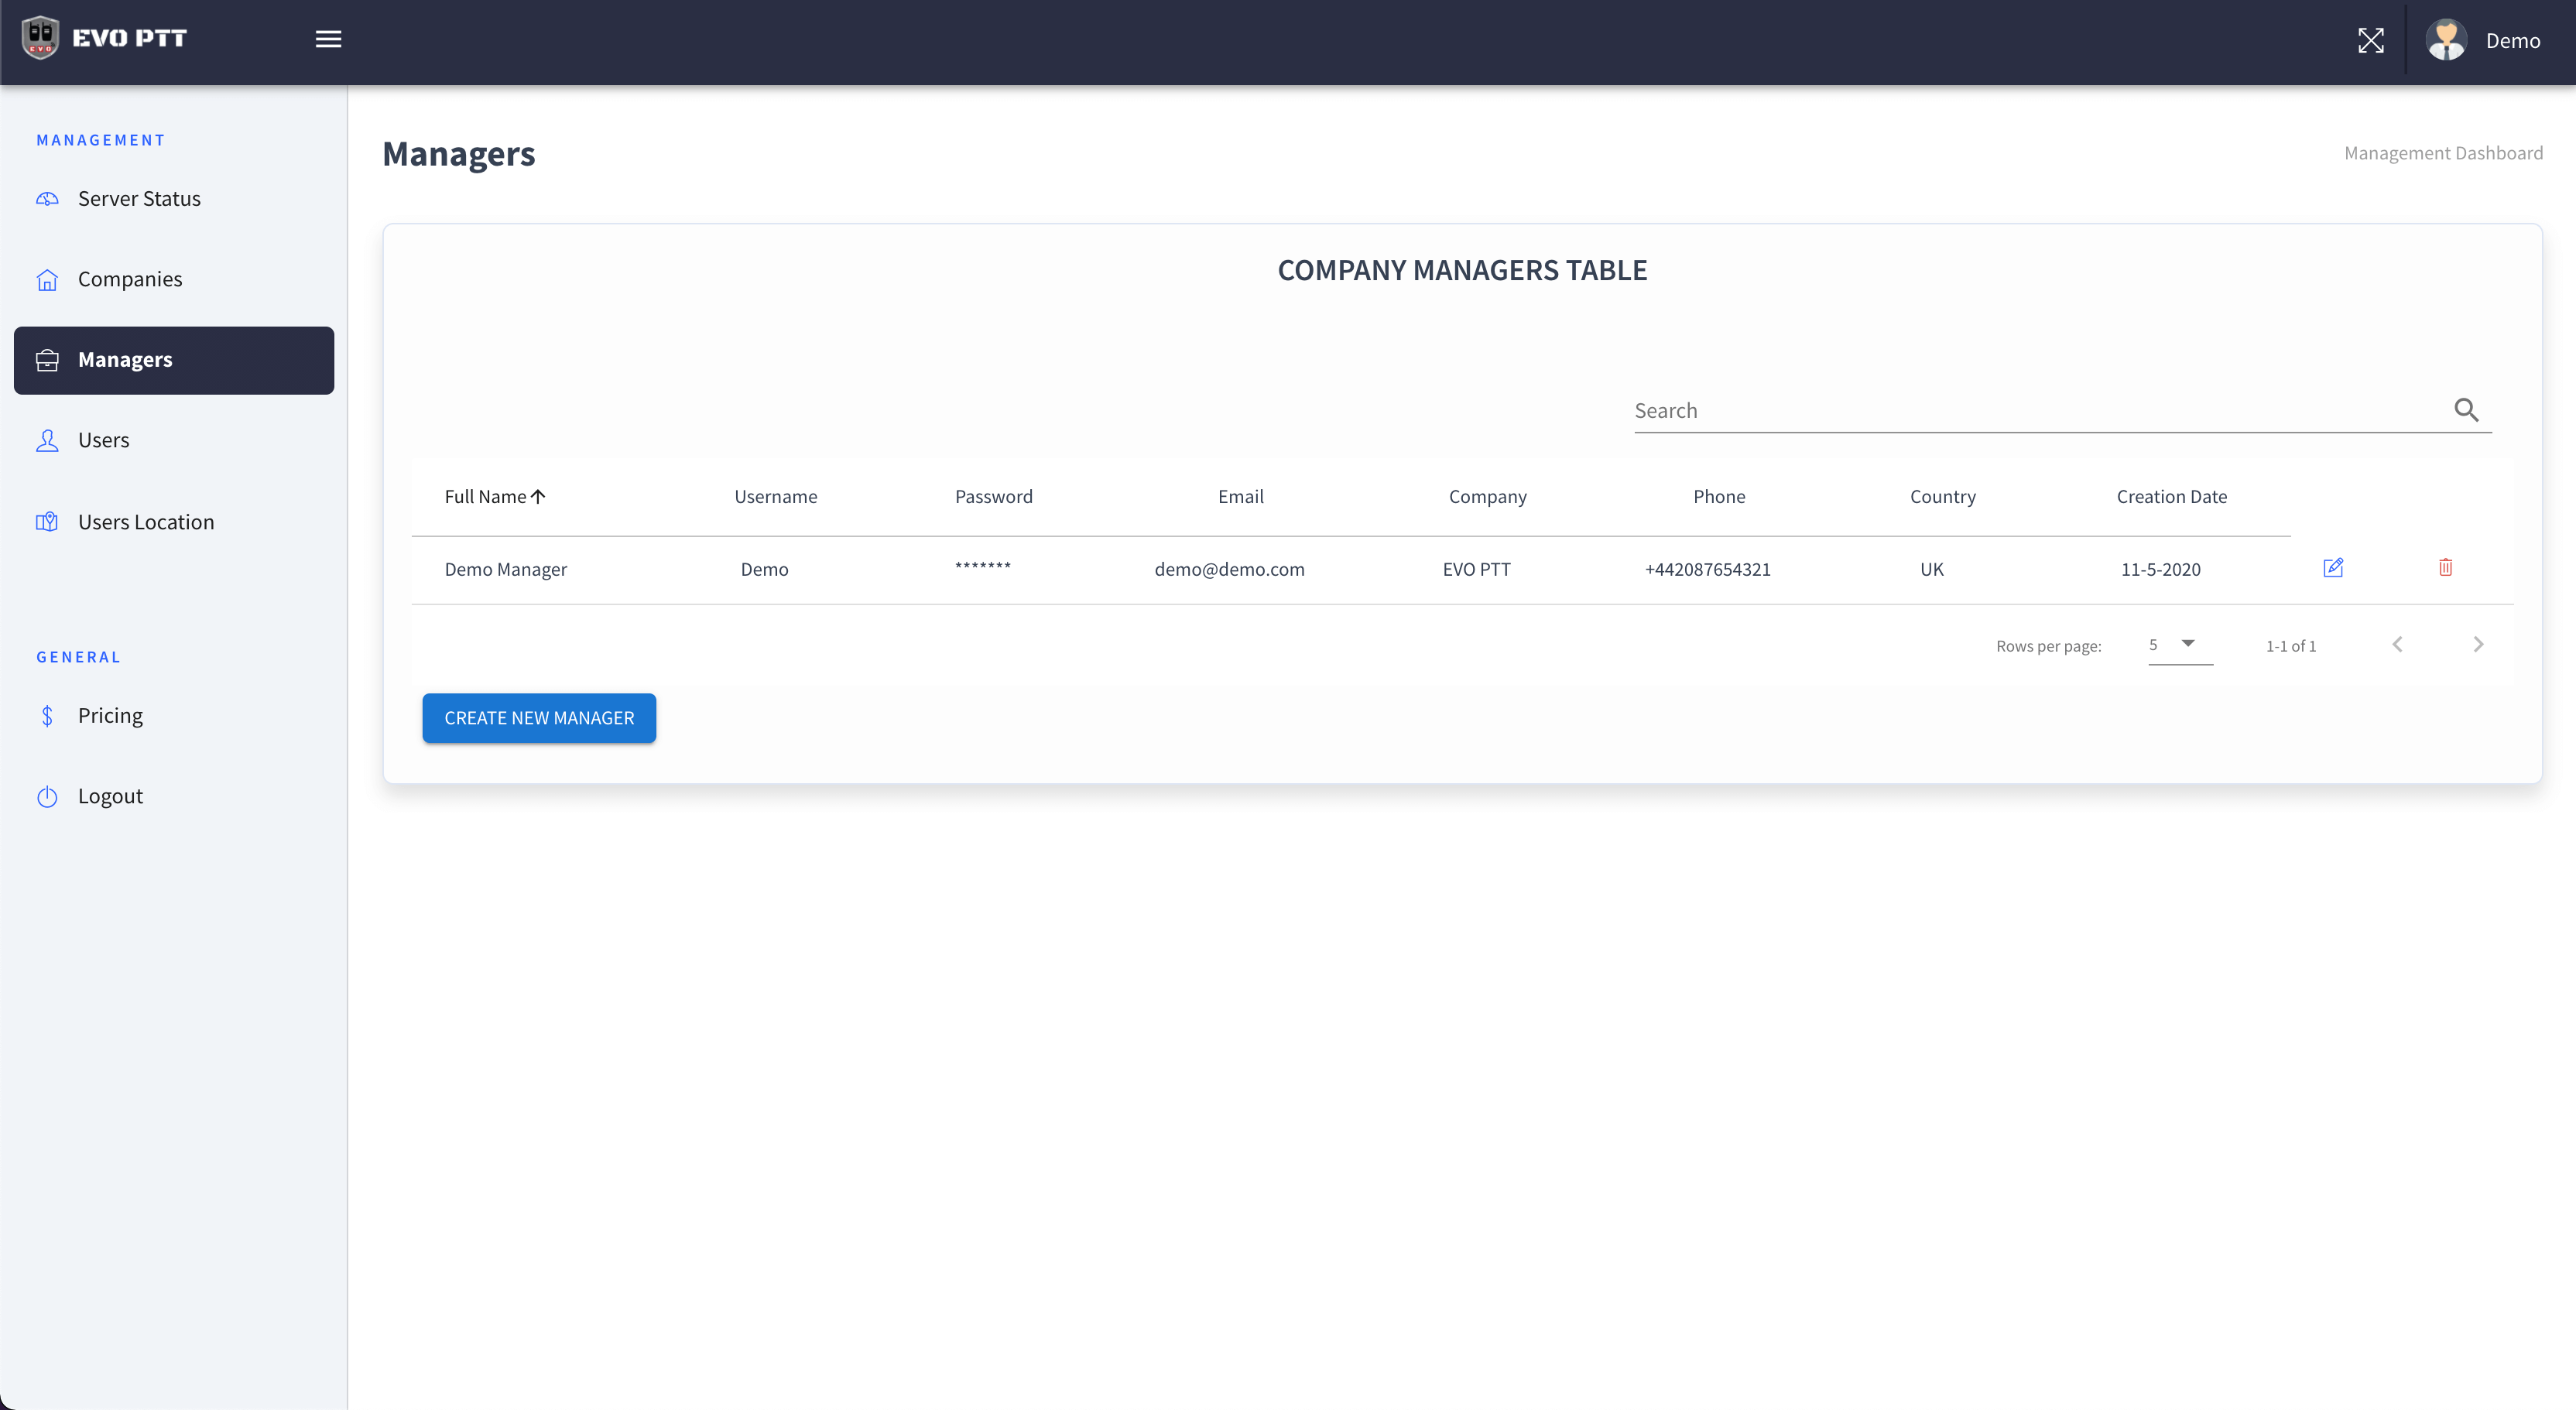 EVO
EVO PTT
Demo
MANAGEMENT
Server Status
Companies
Managers
Users
Users Location
GENERAL
Pricing
Logout
Managers
Management Dashboard
COMPANY MANAGERS TABLE
Search
Full Name Username Password Email Company Phone Country Creation Date
Demo Manager Demo ******* demo@demo.com EVO PTT +442087654321 UK 11-5-2020
Rows per page: 5 1-1 of 1
CREATE NEW MANAGER